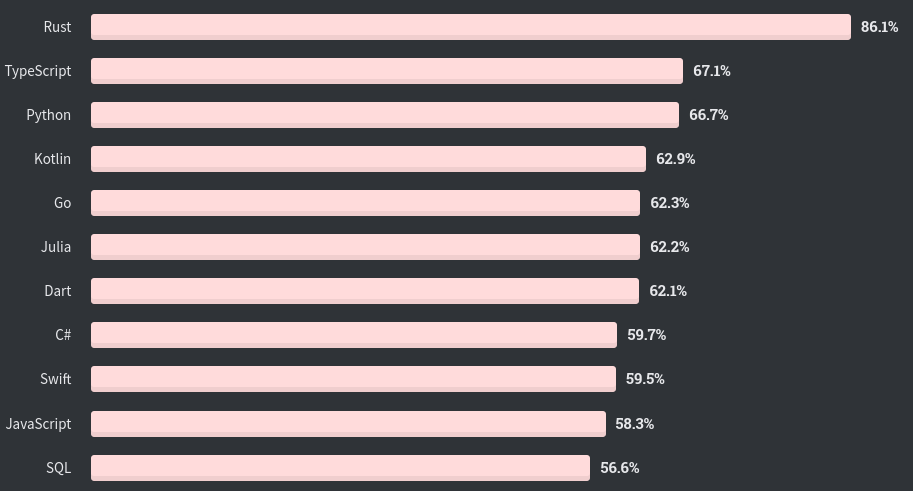 Rust 86.1%
TypeScript 67.1%
Python 66.7%
Kotlin 62.9%
Go 62.3%
Julia 62.2%
Dart 62.1%
C# 59.7%
Swift 59.5%
JavaScript 58.3%
SQL 56.6%